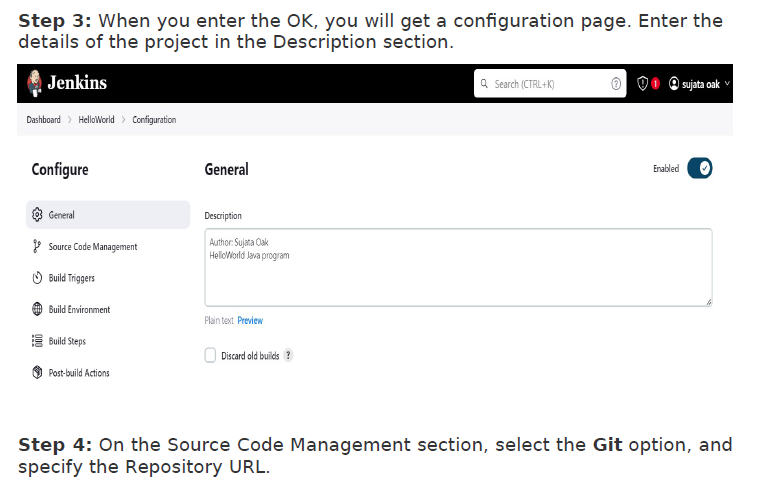 Step 3: When you enter the OK, you will get a configuration page. Enter the
details of the project in the Description section.
Jenkins
Search (CTRL+K)
?
1
sujata oak
Dashboard > HelloWorld > Configuration
Configure
General
Enabled
General
Source Code Management
Build Triggers
Build Environment
Build Steps
Post-build Actions
Description
Author: Sujata Oak
HelloWorld Java program
Plain text Preview
Discard old builds ?
Step 4: On the Source Code Management section, select the Git option, and
specify the Repository URL.